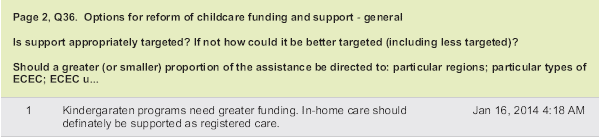 Page 2, Q36. Options for reform of childcare funding and support - general
Is support appropriately targeted? If not how could it be better targeted (including less targeted)?
Should a greater (or smaller) proportion of the assistance be directed to: particular regions; particular types of
ECEC; ECEC u...
1 Kindergaraten programs need greater funding. In-home care should Jan 16, 2014 4:18 AM
definately be supported as registered care.